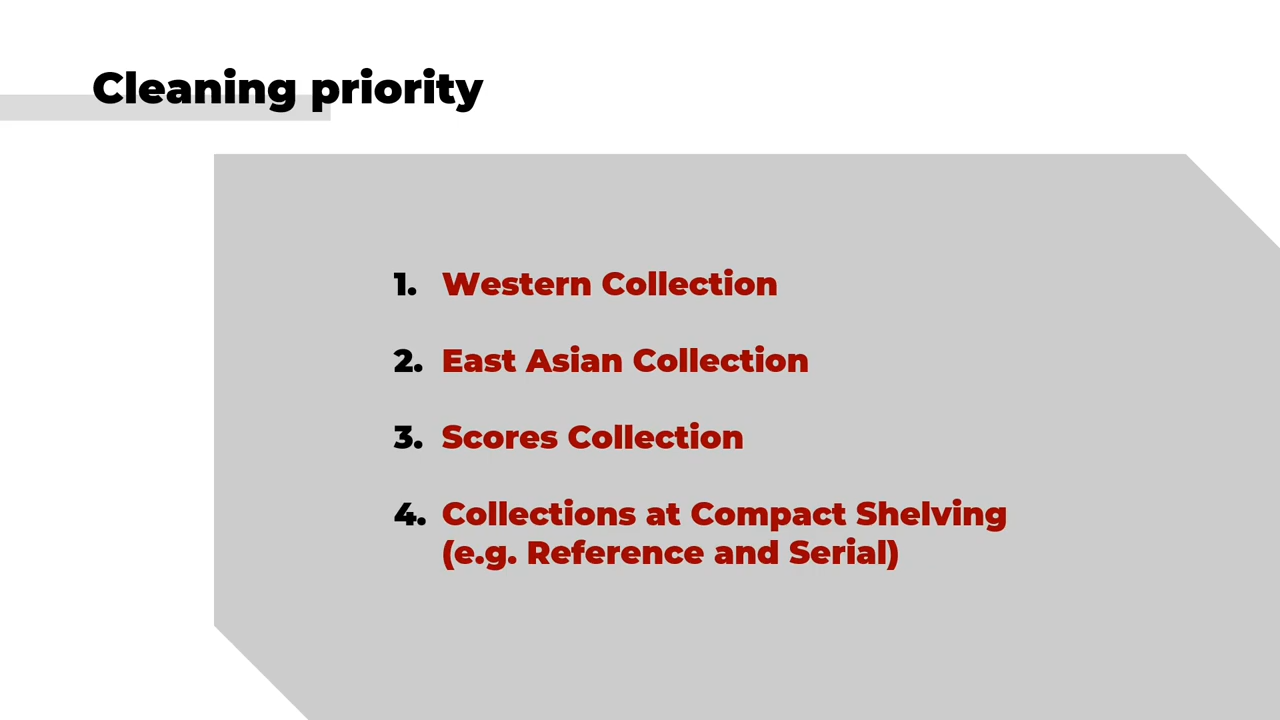 Cleaning priority
1. Western Collection
2. East Asian Collection
3. Scores Collection
4. Collections at Compact Shelving
(e.g. Reference and Serial)